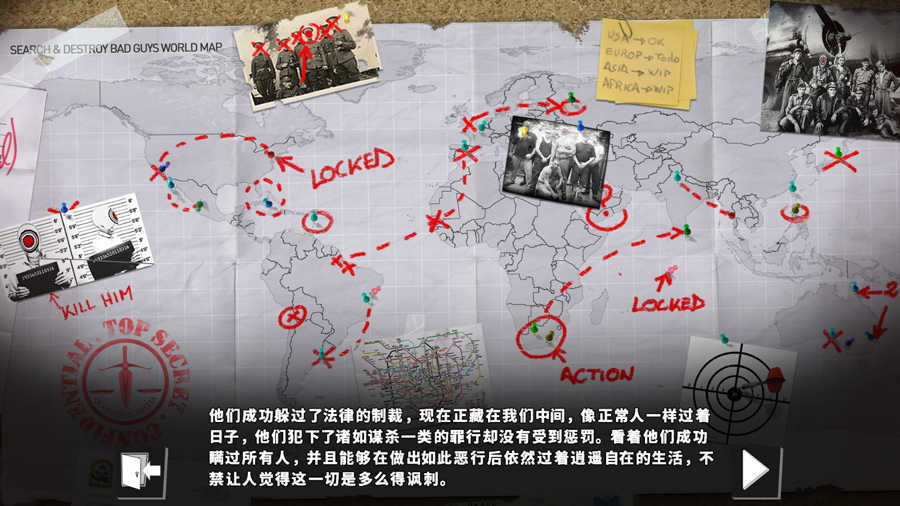 SEARCH & DESTROY BAD GUYS WORLD MAP
USA→OK
EUROP→Todo
ASIA→WIP
AFRICA→WIP
LOCKED
KILL HIM
LOCKED
2
ACTION
TOP SECRET
CONFIDENTIAL
他们成功躲过了法律的制裁，现在正藏在我们中间，像正常人一样过着
日子，他们犯下了诸如谋杀一类的罪行却没有受到惩罚。看着他们成功
瞒过所有人，并且能够在做出如此恶行后依然过着逍遥自在的生活，不
禁让人觉得这一切是多么得讽刺。